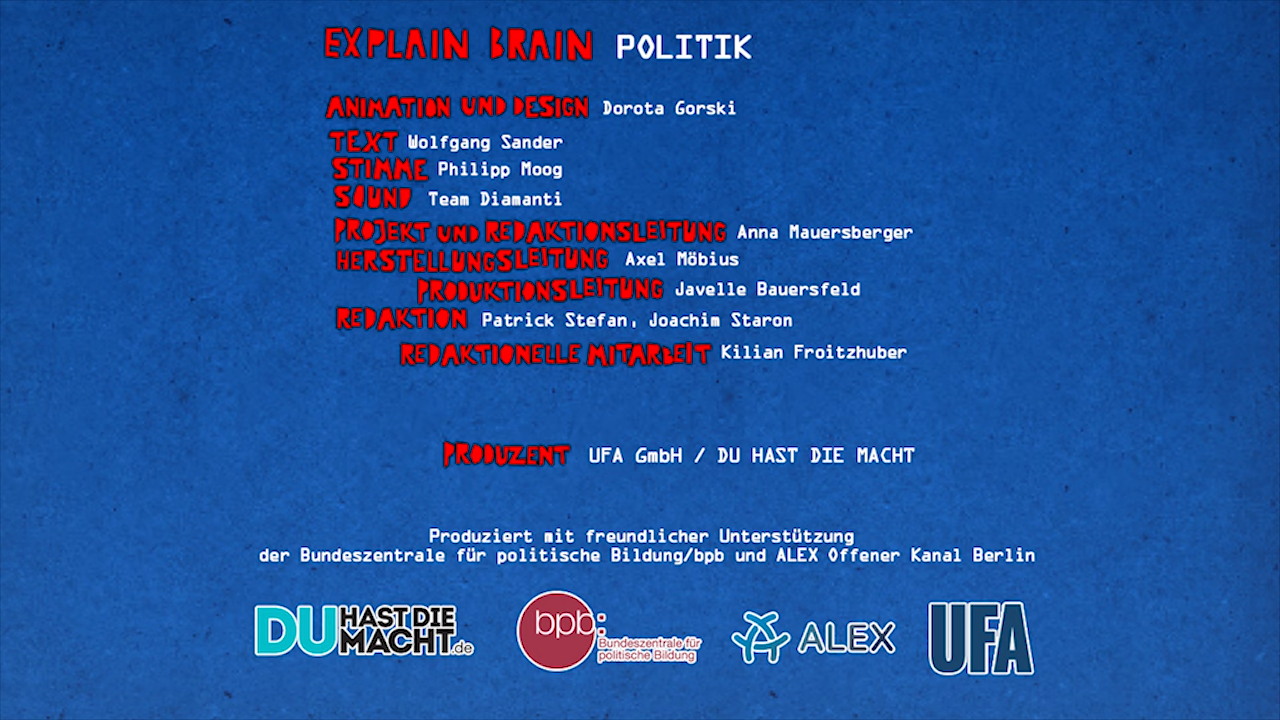 EXPLAIN BRAIN POLITIK
ANIMATION UND DESIGN Dorota Gorski
TEXT Wolfgang Sander
STIMME Philipp Moog
SOUND Team Diamanti
PROJEKT UND REDAKTIONSLEITUNG Anna Mauersberger
HERSTELLUNGSLEITUNG Axel Möbius
PRODUKTIONSLEITUNG Javelle Bauersfeld
REDAKTION Patrick Stefan, Joachim Staron
REDAKTIONELLE MITARBEIT Kilian Froitzhuber
PRODUZENT UFA GmbH / DU HAST DIE MACHT
Produziert mit freundlicher Unterstützung
der Bundeszentrale für politische Bildung/bpb und ALEX Offener Kanal Berlin
DU HAST DIE MACHT.de
bpb: Bundeszentrale für politische Bildung
ALEX
UFA